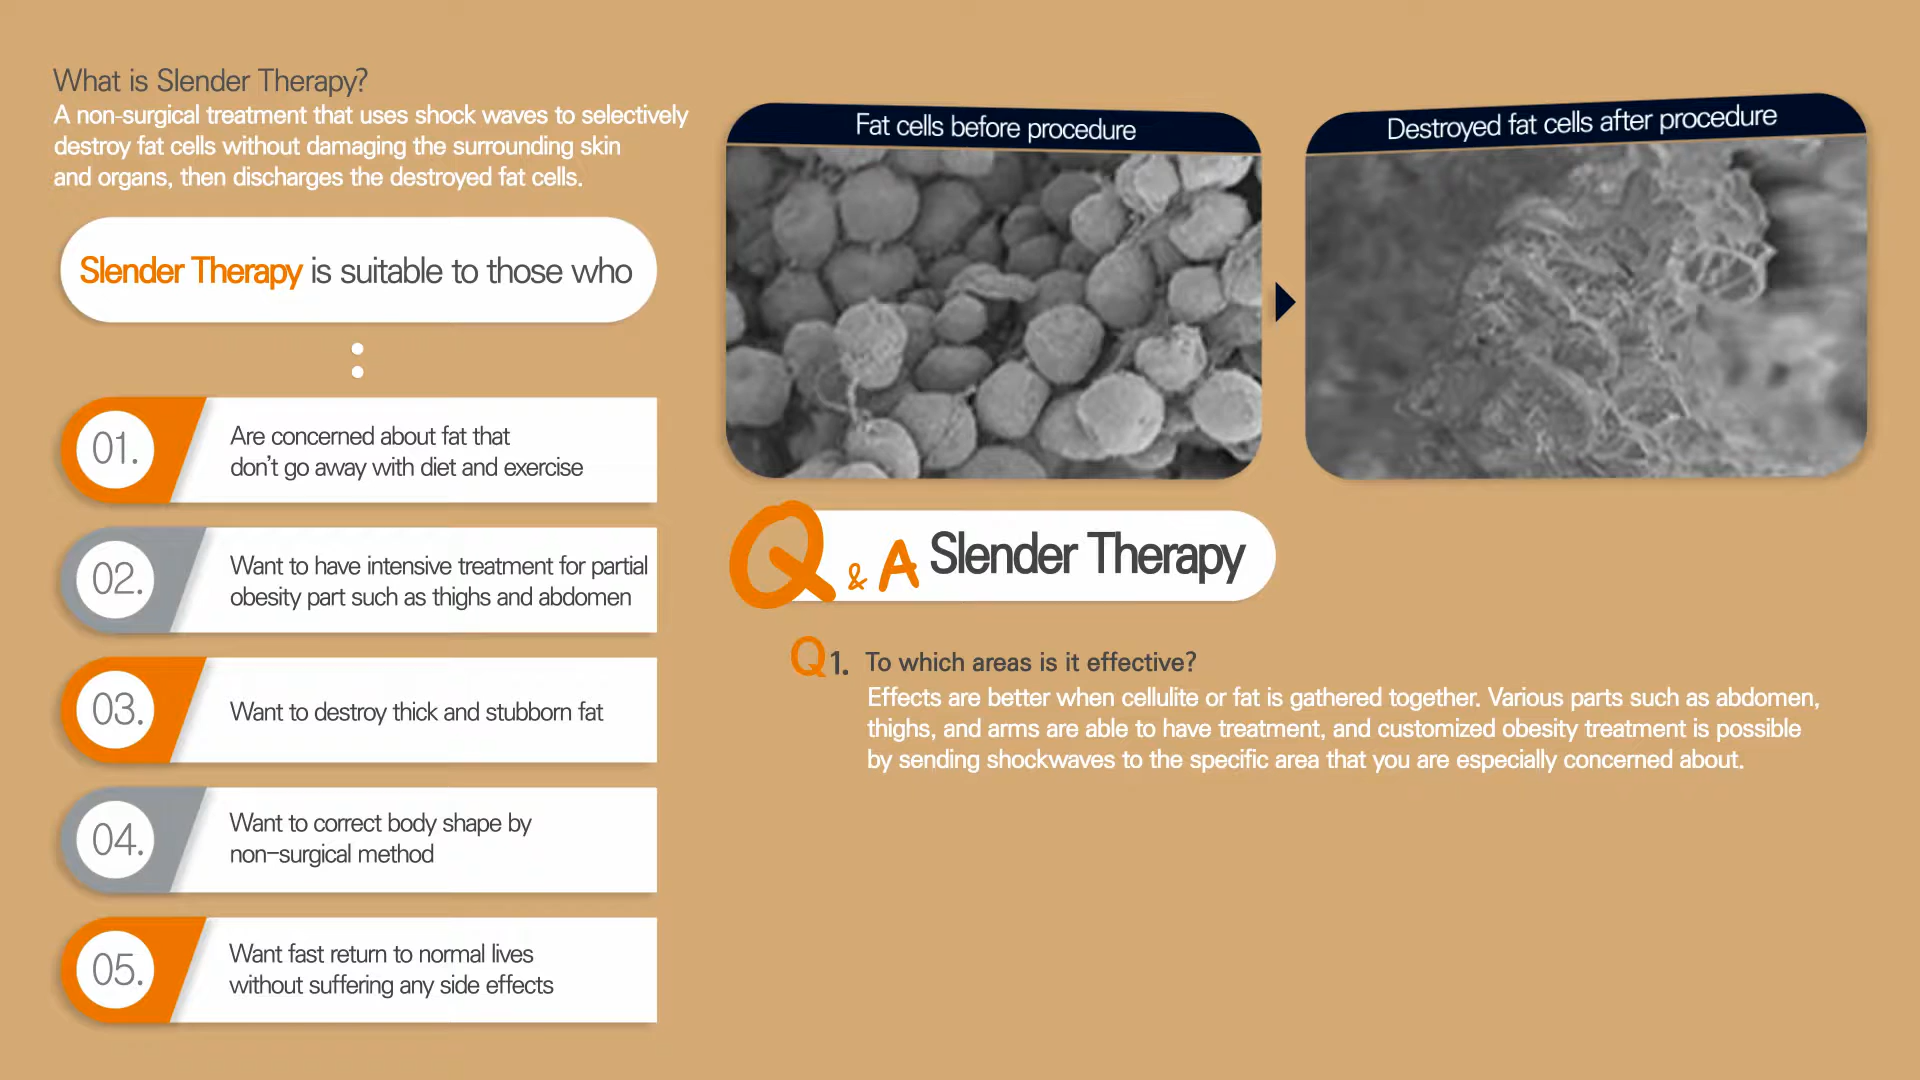 What is Slender Therapy?
A non-surgical treatment that uses shock waves to selectively
destroy fat cells without damaging the surrounding skin
and organs, then discharges the destroyed fat cells.
Slender Therapy is suitable to those who
01.
Are concerned about fat that
don't go away with diet and exercise
02.
Want to have intensive treatment for partial
obesity part such as thighs and abdomen
03.
Want to destroy thick and stubborn fat
04.
Want to correct body shape by
non-surgical method
05.
Want fast return to normal lives
without suffering any side effects
Fat cells before procedure
Destroyed fat cells after procedure
Q & A Slender Therapy
Q1. To which areas is it effective?
Effects are better when cellulite or fat is gathered together. Various parts such as abdomen,
thighs, and arms are able to have treatment, and customized obesity treatment is possible
by sending shockwaves to the specific area that you are especially concerned about.